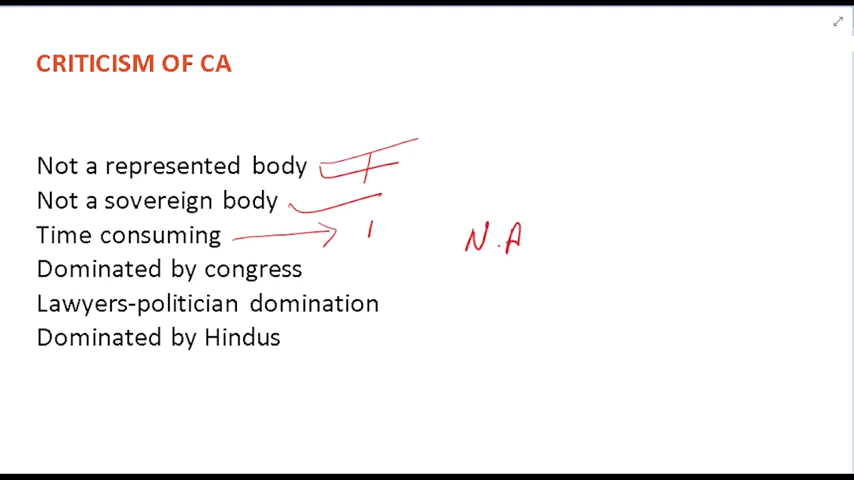 CRITICISM OF CA
Not a represented body
Not a sovereign body
Time consuming
N.A
Dominated by congress
Lawyers-politician domination
Dominated by Hindus